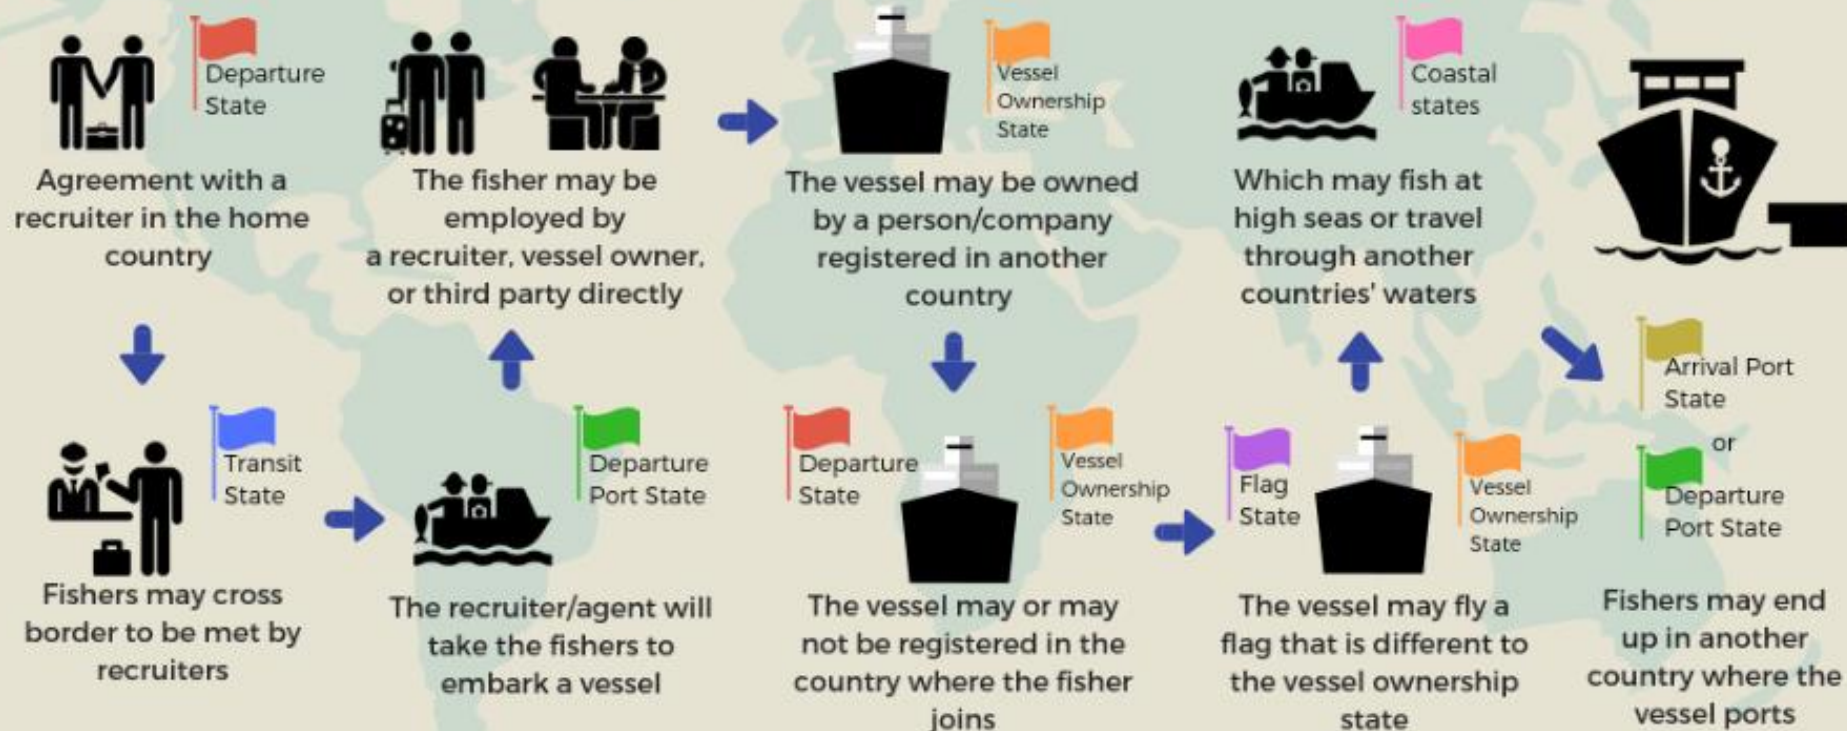 Departure
State
Agreement with a
recruiter in the home
country
Transit
State
Fishers may cross
border to be met by
recruiters
Departure
Port State
The recruiter/agent will
take the fishers to
embark a vessel
The fisher may be
employed by
a recruiter, vessel owner,
or third party directly
Vessel
Ownership
State
The vessel may be owned
by a person/company
registered in another
country
Departure
State
Vessel
Ownership
State
The vessel may or may
not be registered in the
country where the fisher
joins
Flag
State
Vessel
Ownership
State
The vessel may fly a
flag that is different to
the vessel ownership
state
Coastal
states
Which may fish at
high seas or travel
through another
countries' waters
Arrival Port
State
or
Departure
Port State
Fishers may end
up in another
country where the
vessel ports